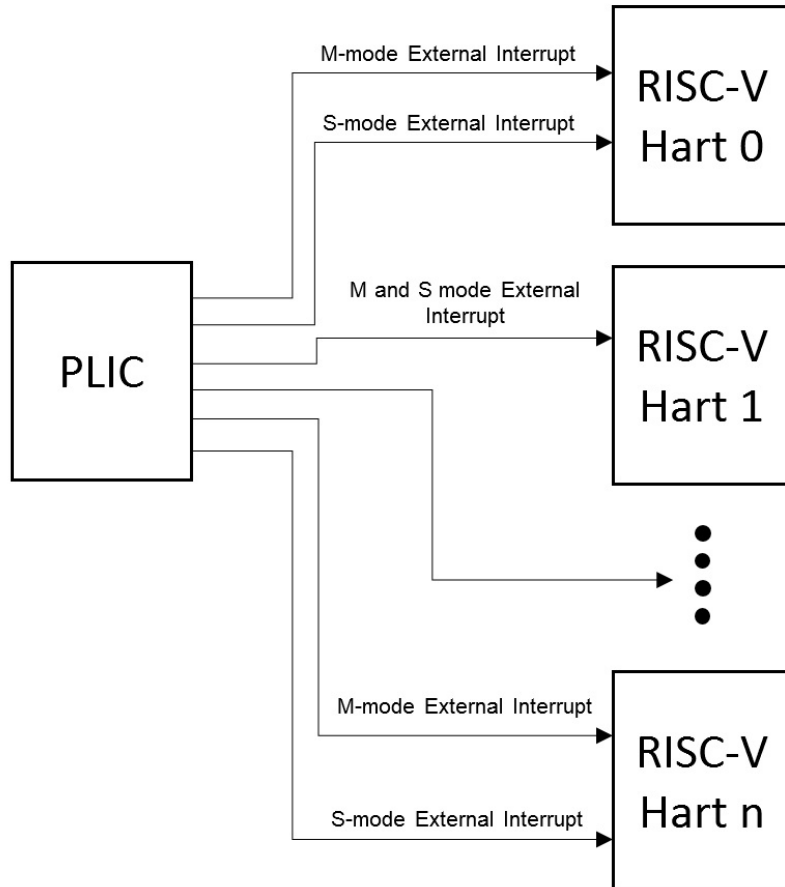 M-mode External Interrupt
RISC-V
Hart 0
S-mode External Interrupt
PLIC
M and S mode External
Interrupt
RISC-V
Hart 1
M-mode External Interrupt
RISC-V
Hart n
S-mode External Interrupt